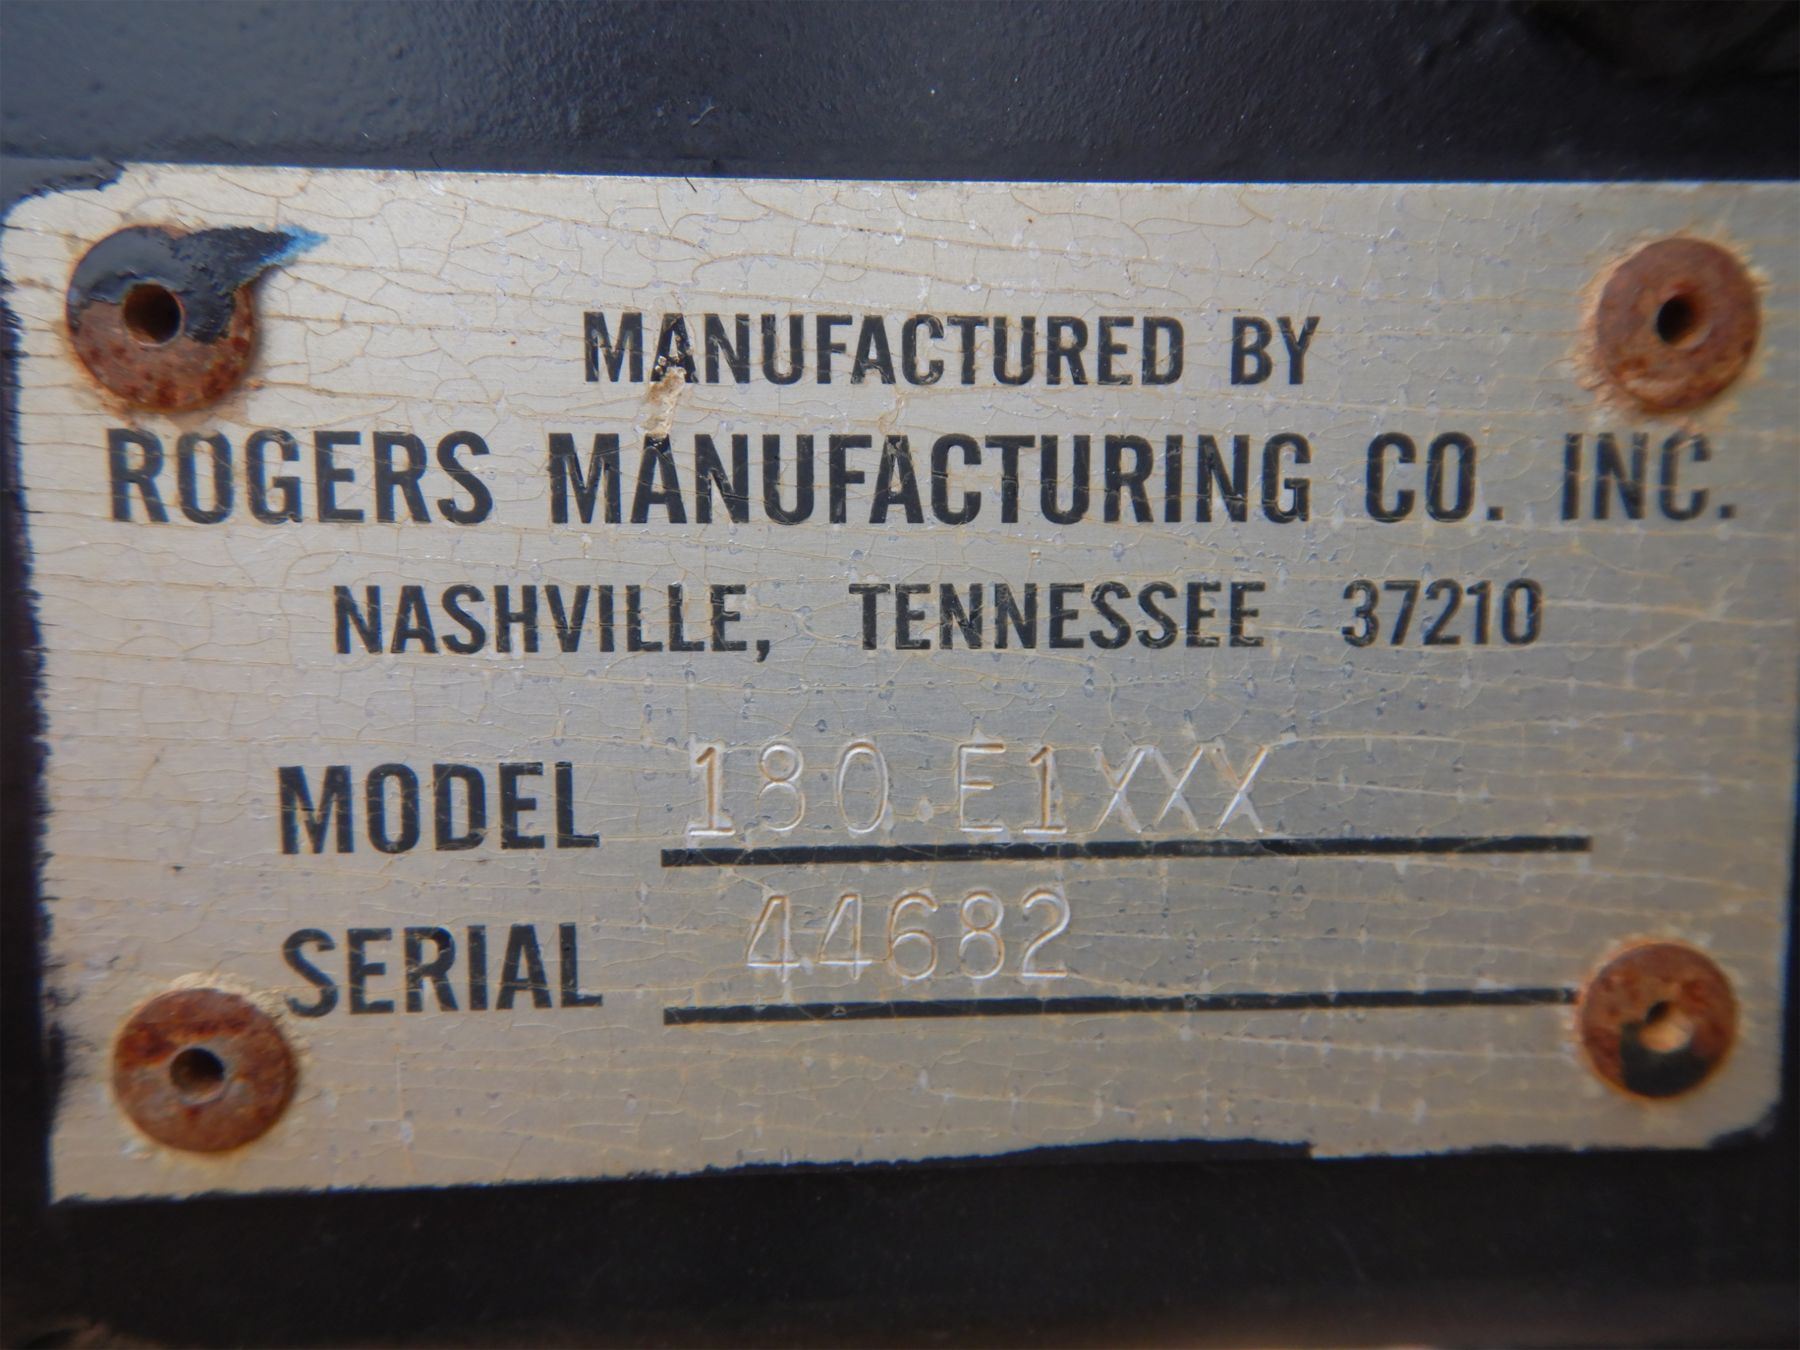 MANUFACTURED BY
ROGERS MANUFACTURING CO. INC.
NASHVILLE, TENNESSEE 37210
MODEL 180.E1XXX
SERIAL 44682